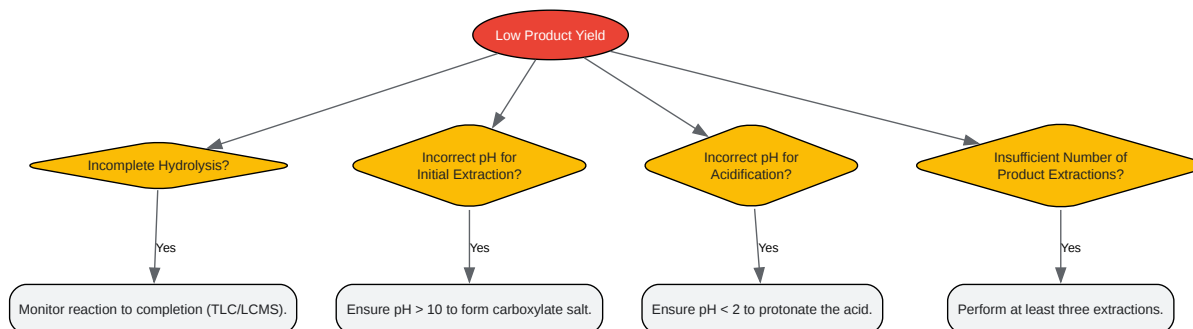 Low Product Yield
Incomplete Hydrolysis?
Incorrect pH for
Initial Extraction?
Incorrect pH for
Acidification?
Insufficient Number of
Product Extractions?
Yes
Yes
Yes
Yes
Monitor reaction to completion (TLC/LCMS).
Ensure pH > 10 to form carboxylate salt.
Ensure pH < 2 to protonate the acid.
Perform at least three extractions.